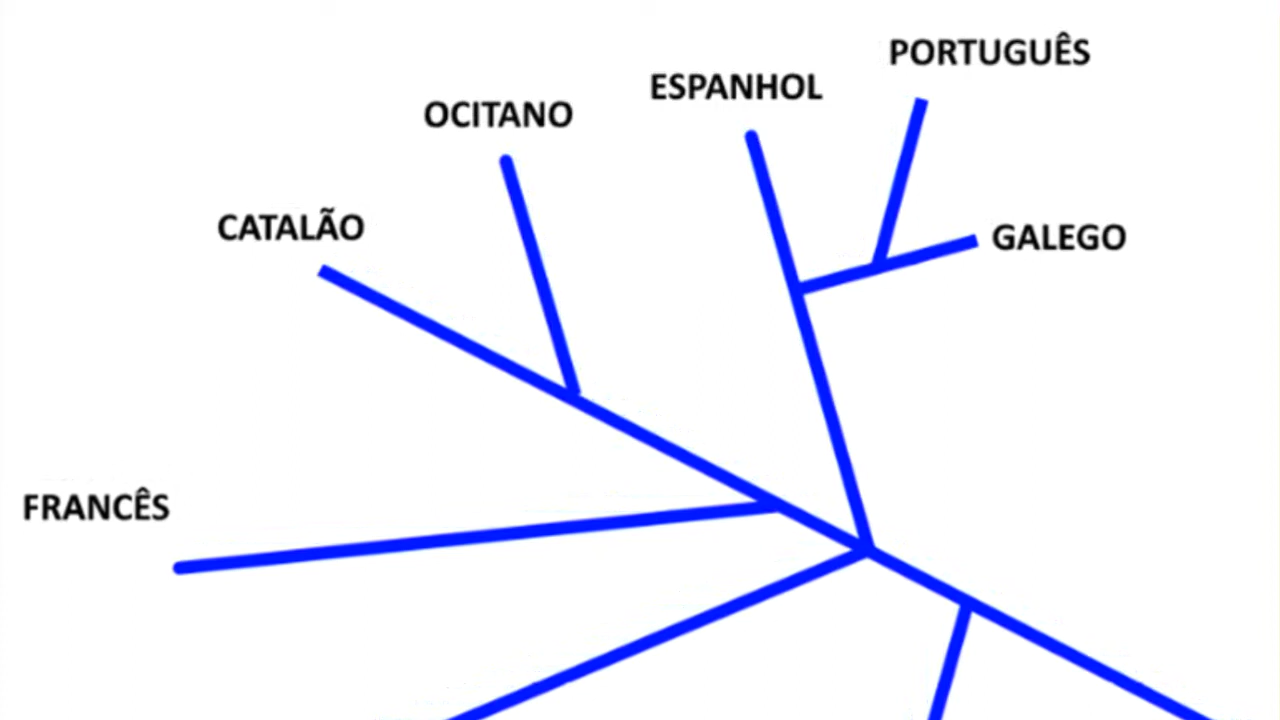 PORTUGUÊS
ESPANHOL
OCITANO
CATALÃO
GALEGO
FRANCÊS